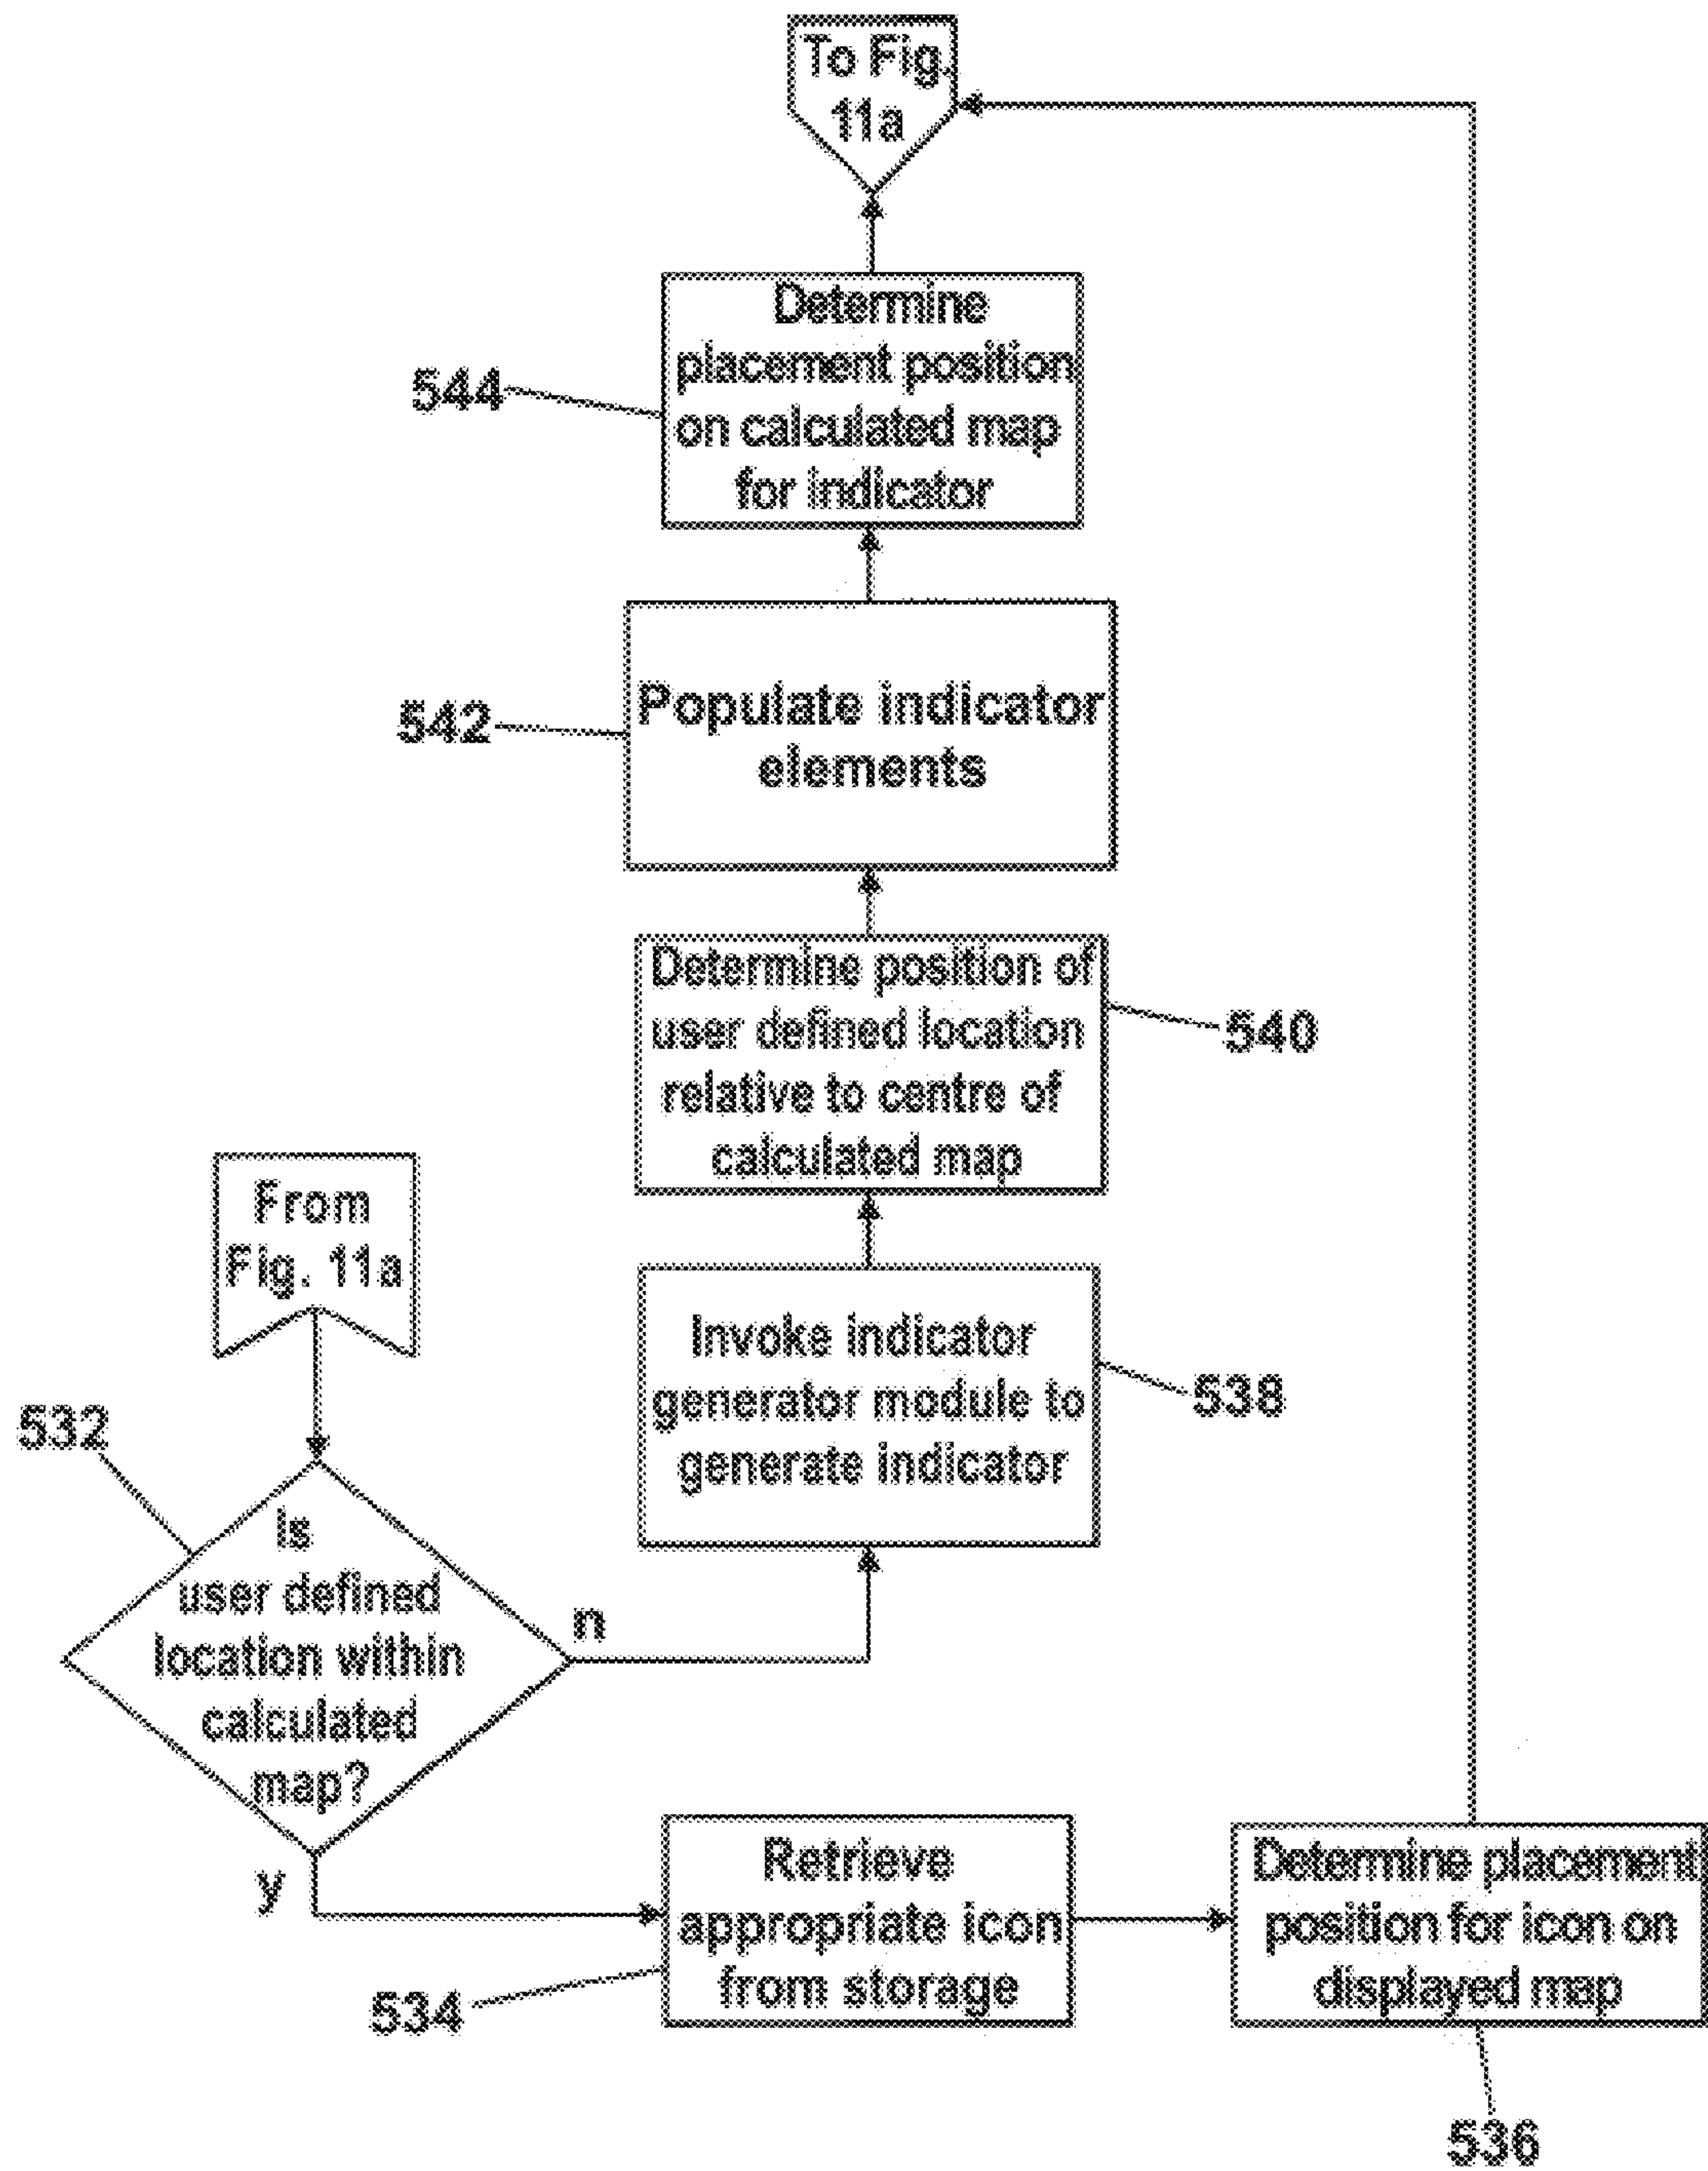 To Fig.
11a
Determine
placement position
on calculated map
for indicator
544
Populate indicator
elements
542
Determine position of
user defined location
relative to centre of
calculated map
540
From
Fig. 11a
Invoke indicator
generator module to
generate indicator
538
532
Is
user defined
location within
calculated
map?
n
y
Retrieve
appropriate icon
from storage
534
Determine placement
position for icon on
displayed map
536